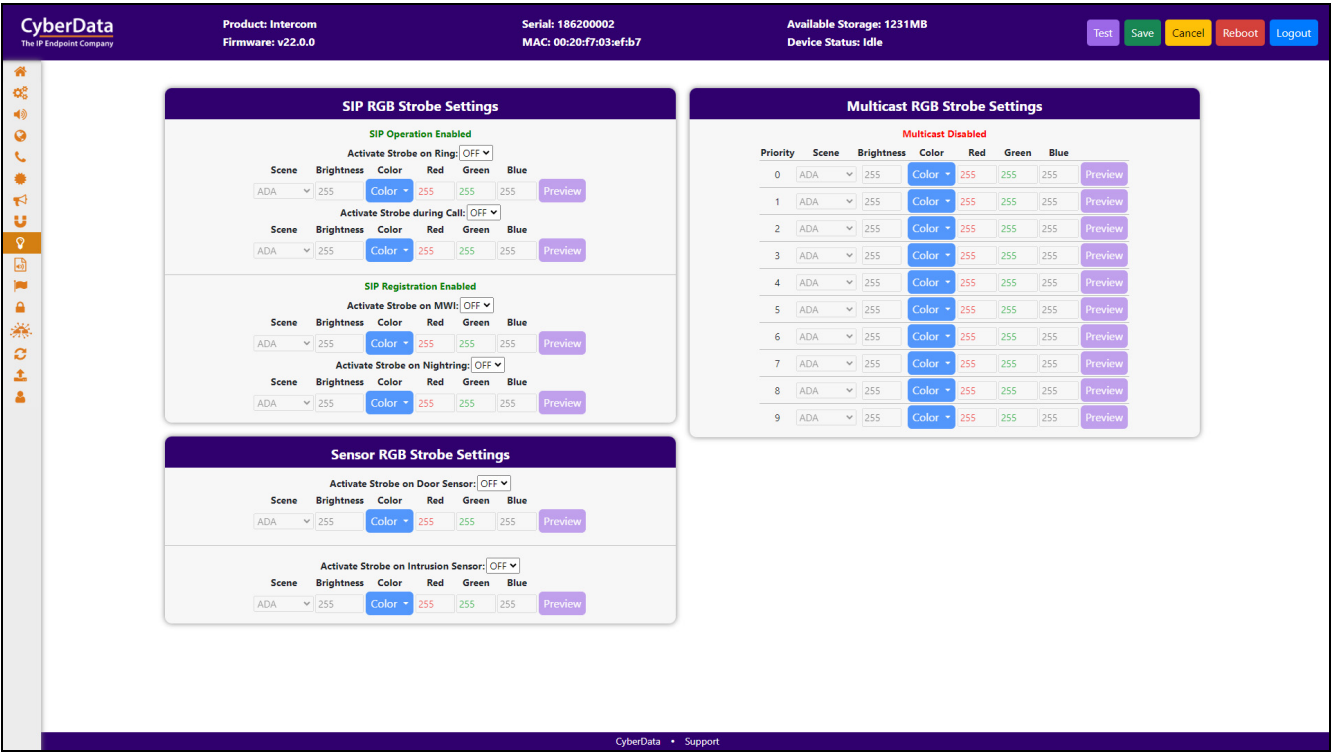 CyberData
The IP Endpoint Company
Product: Intercom
Firmware: v22.0.0
Serial: 186200002
MAC: 00:20:f7:03:ef:b7
Available Storage: 1231MB
Device Status: Idle
Test Save Cancel Reboot Logout
SIP RGB Strobe Settings
SIP Operation Enabled
Activate Strobe on Ring: OFF
Scene Brightness Color Red Green Blue
ADA 255 Color 255 255 255 Preview
Activate Strobe during Call: OFF
Scene Brightness Color Red Green Blue
ADA 255 Color 255 255 255 Preview
SIP Registration Enabled
Activate Strobe on MWI: OFF
Scene Brightness Color Red Green Blue
ADA 255 Color 255 255 255 Preview
Activate Strobe on Nightring: OFF
Scene Brightness Color Red Green Blue
ADA 255 Color 255 255 255 Preview
Sensor RGB Strobe Settings
Activate Strobe on Door Sensor: OFF
Scene Brightness Color Red Green Blue
ADA 255 Color 255 255 255 Preview
Activate Strobe on Intrusion Sensor: OFF
Scene Brightness Color Red Green Blue
ADA 255 Color 255 255 255 Preview
Multicast RGB Strobe Settings
Multicast Disabled
Priority Scene Brightness Color Red Green Blue
0 ADA 255 Color 255 255 255 Preview
1 ADA 255 Color 255 255 255 Preview
2 ADA 255 Color 255 255 255 Preview
3 ADA 255 Color 255 255 255 Preview
4 ADA 255 Color 255 255 255 Preview
5 ADA 255 Color 255 255 255 Preview
6 ADA 255 Color 255 255 255 Preview
7 ADA 255 Color 255 255 255 Preview
8 ADA 255 Color 255 255 255 Preview
9 ADA 255 Color 255 255 255 Preview
CyberData • Support